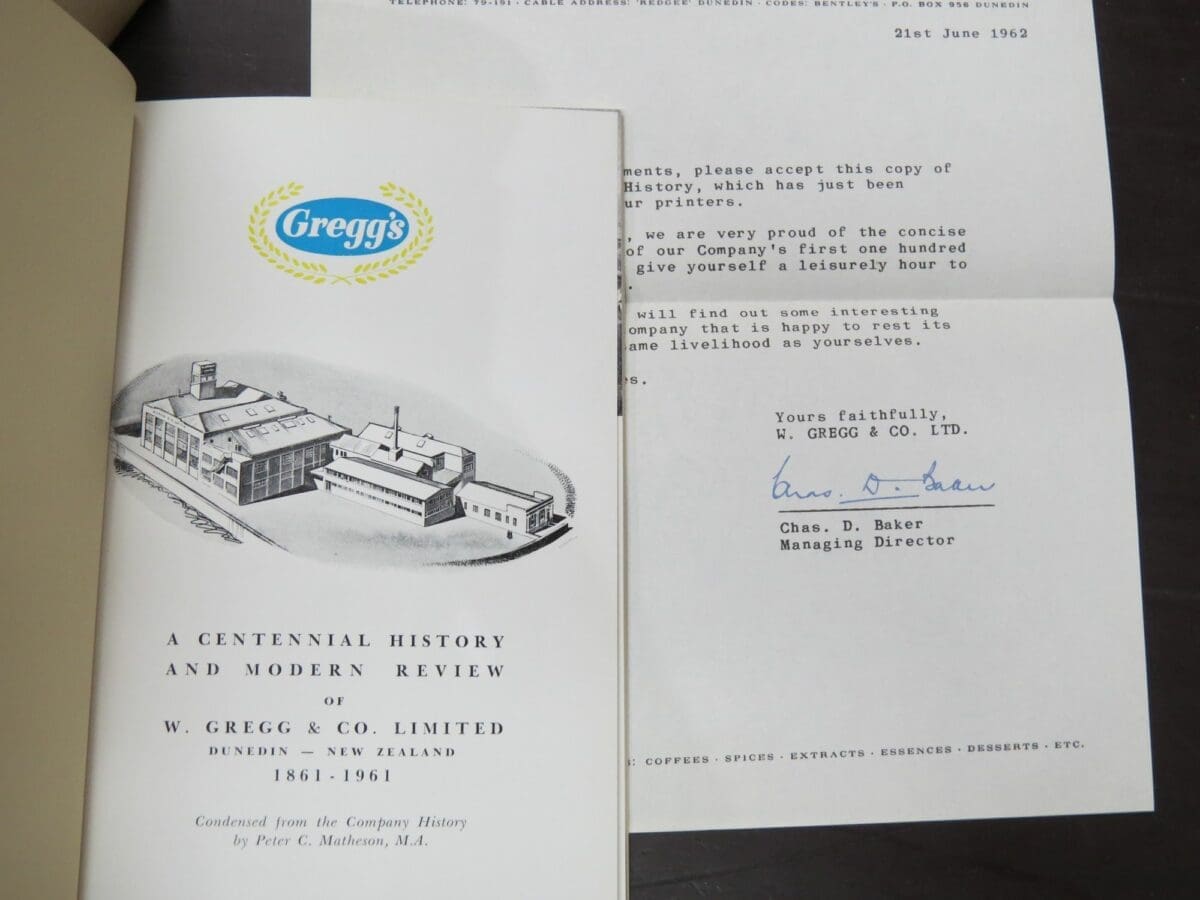 Gregg's
A CENTENNIAL HISTORY
AND MODERN REVIEW
OF
W. GREGG & CO. LIMITED
DUNEDIN — NEW ZEALAND
1861 - 1961
Condensed from the Company History
by Peter C. Matheson, M.A.
TELEPHONE: 79-191 · CABLE ADDRESS: 'REDGEE' DUNEDIN · CODES: BENTLEY'S · P.O. BOX 956 DUNEDIN
21st June 1962
ments, please accept this copy of
History, which has just been
ur printers.
, we are very proud of the concise
of our Company's first one hundred
give yourself a leisurely hour to
.
will find out some interesting
ompany that is happy to rest its
ame livelihood as yourselves.
es.
Yours faithfully,
W. GREGG & CO. LTD.
Chas. D. Baker
Chas. D. Baker
Managing Director
: COFFEES · SPICES · EXTRACTS · ESSENCES · DESSERTS · ETC.